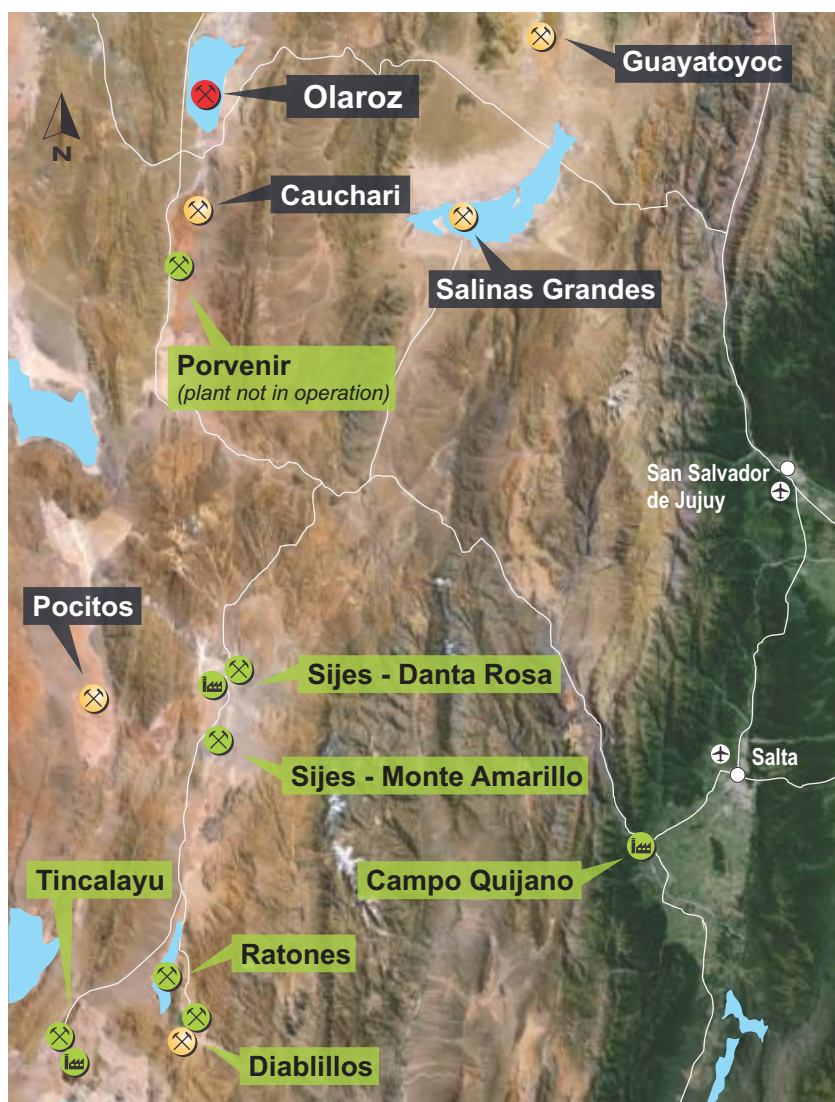 Guayatoyoc
Olaroz
N
Cauchari
Salinas Grandes
Porvenir
(plant not in operation)
San Salvador
de Jujuy
Pocitos
Sijes - Danta Rosa
Sijes - Monte Amarillo
Salta
Tincalayu
Campo Quijano
Ratones
Diablillos